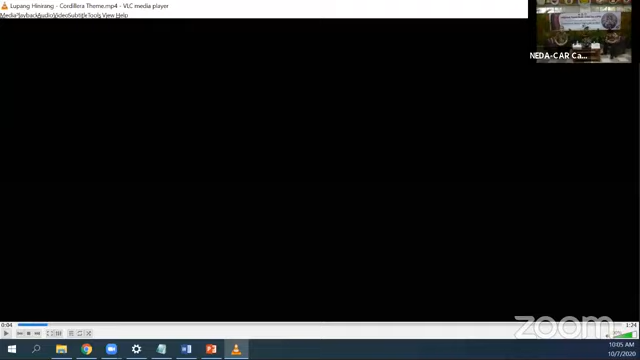 Lupang Hinirang - Cordillera Theme.mp4 - VLC media player
Media Playback Audio Video Subtitle Tools View Help
NEDA-CAR Ca...
0:04
1:24
zoom
10:05 AM
10/7/2020